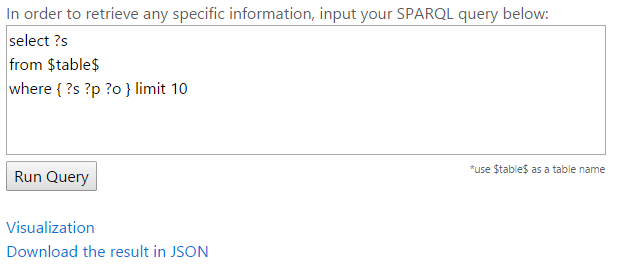 In order to retrieve any specific information, input your SPARQL query below:
select ?s
from $table$
where { ?s ?p ?o } limit 10
Run Query
*use $table$ as a table name
Visualization
Download the result in JSON